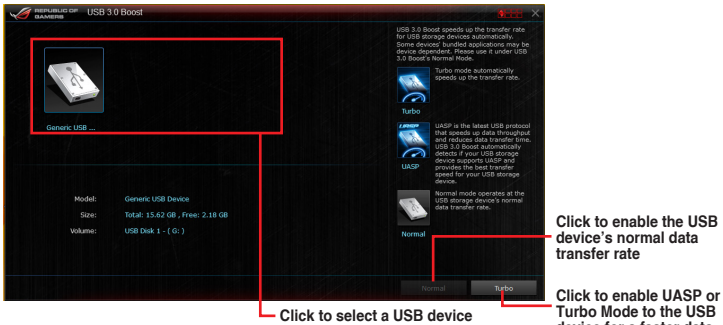 REPUBLIC OF
GAMERS
USB 3.0 Boost
Generic USB ...
Model: Generic USB Device
Size: Total: 15.62 GB , Free: 2.18 GB
Volume: USB Disk 1 - ( G: )
USB 3.0 Boost speeds up the transfer rate
for USB storage devices automatically.
Some devices' bundled applications may be
device dependent. Please use it under USB
3.0 Boost's Normal Mode.
Turbo mode automatically
speeds up the transfer rate.
Turbo
UASP is the latest USB protocol
that speeds up data throughput
and reduces data transfer time.
USB 3.0 Boost automatically
detects if your USB storage
device supports UASP and
provides the best transfer
speed for your USB storage
device.
UASP
Normal mode operates at the
USB storage device's normal
data transfer rate.
Normal
Normal
Turbo
Click to enable the USB
device's normal data
transfer rate
Click to enable UASP or
Turbo Mode to the USB
device for a faster data
Click to select a USB device